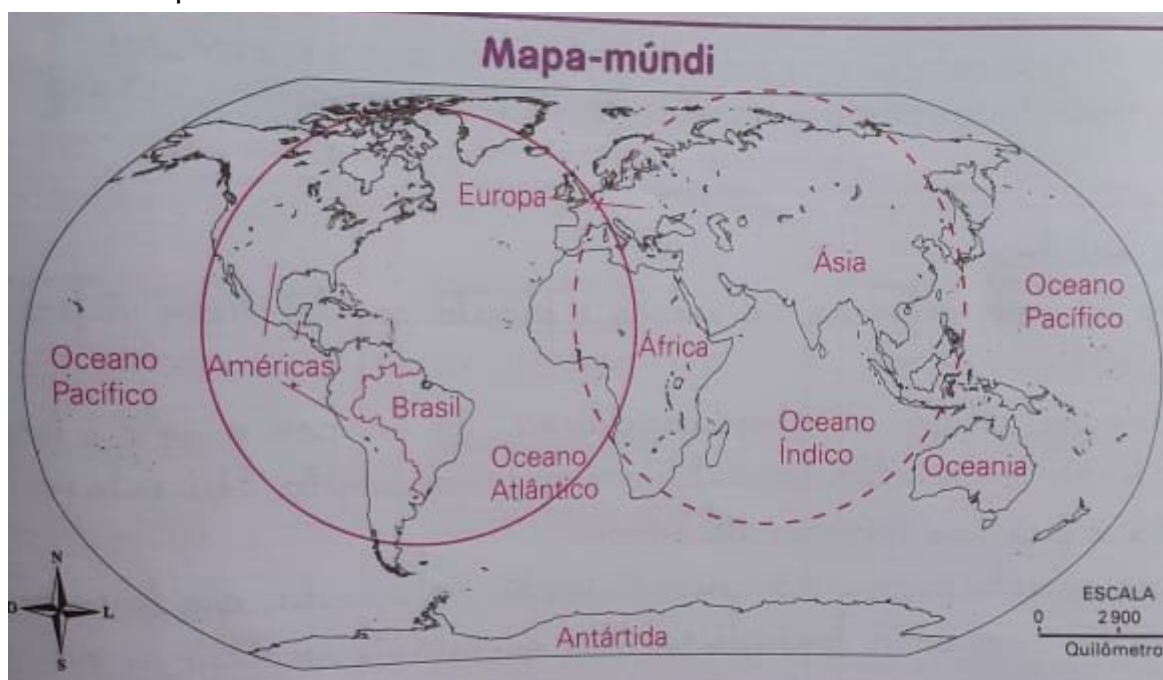 Mapa-múndi
Europa
Ásia
Oceano
Pacífico
Oceano
Pacífico
Américas
África
Brasil
Oceano
Índico
Oceano
Atlântico
Oceania
N
O
L
S
ESCALA
0 2 900
Quilômetro
Antártida